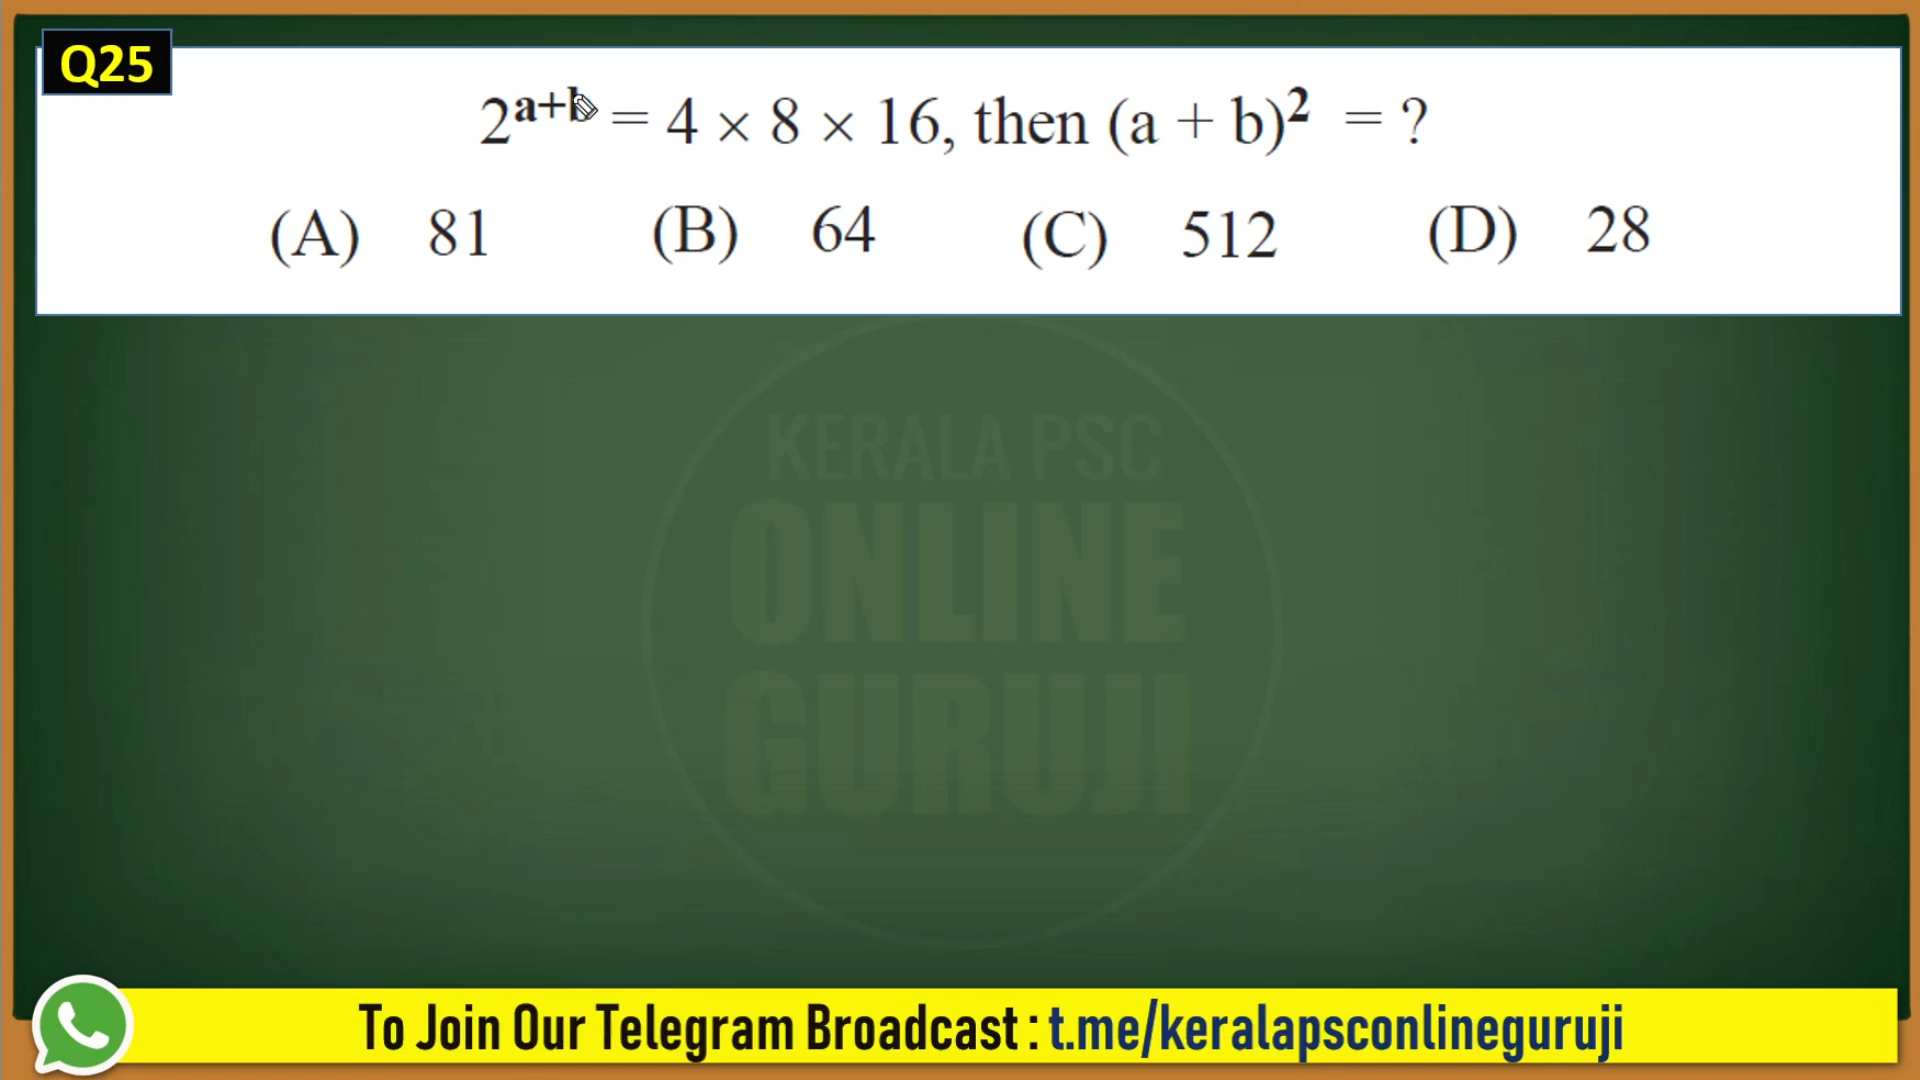 Q25
2^{a+b} = 4 × 8 × 16, then (a + b)² = ?
(A) 81 (B) 64 (C) 512 (D) 28
KERALA PSC
ONLINE
GURUJI
To Join Our Telegram Broadcast : t.me/keralapsconlineguruji